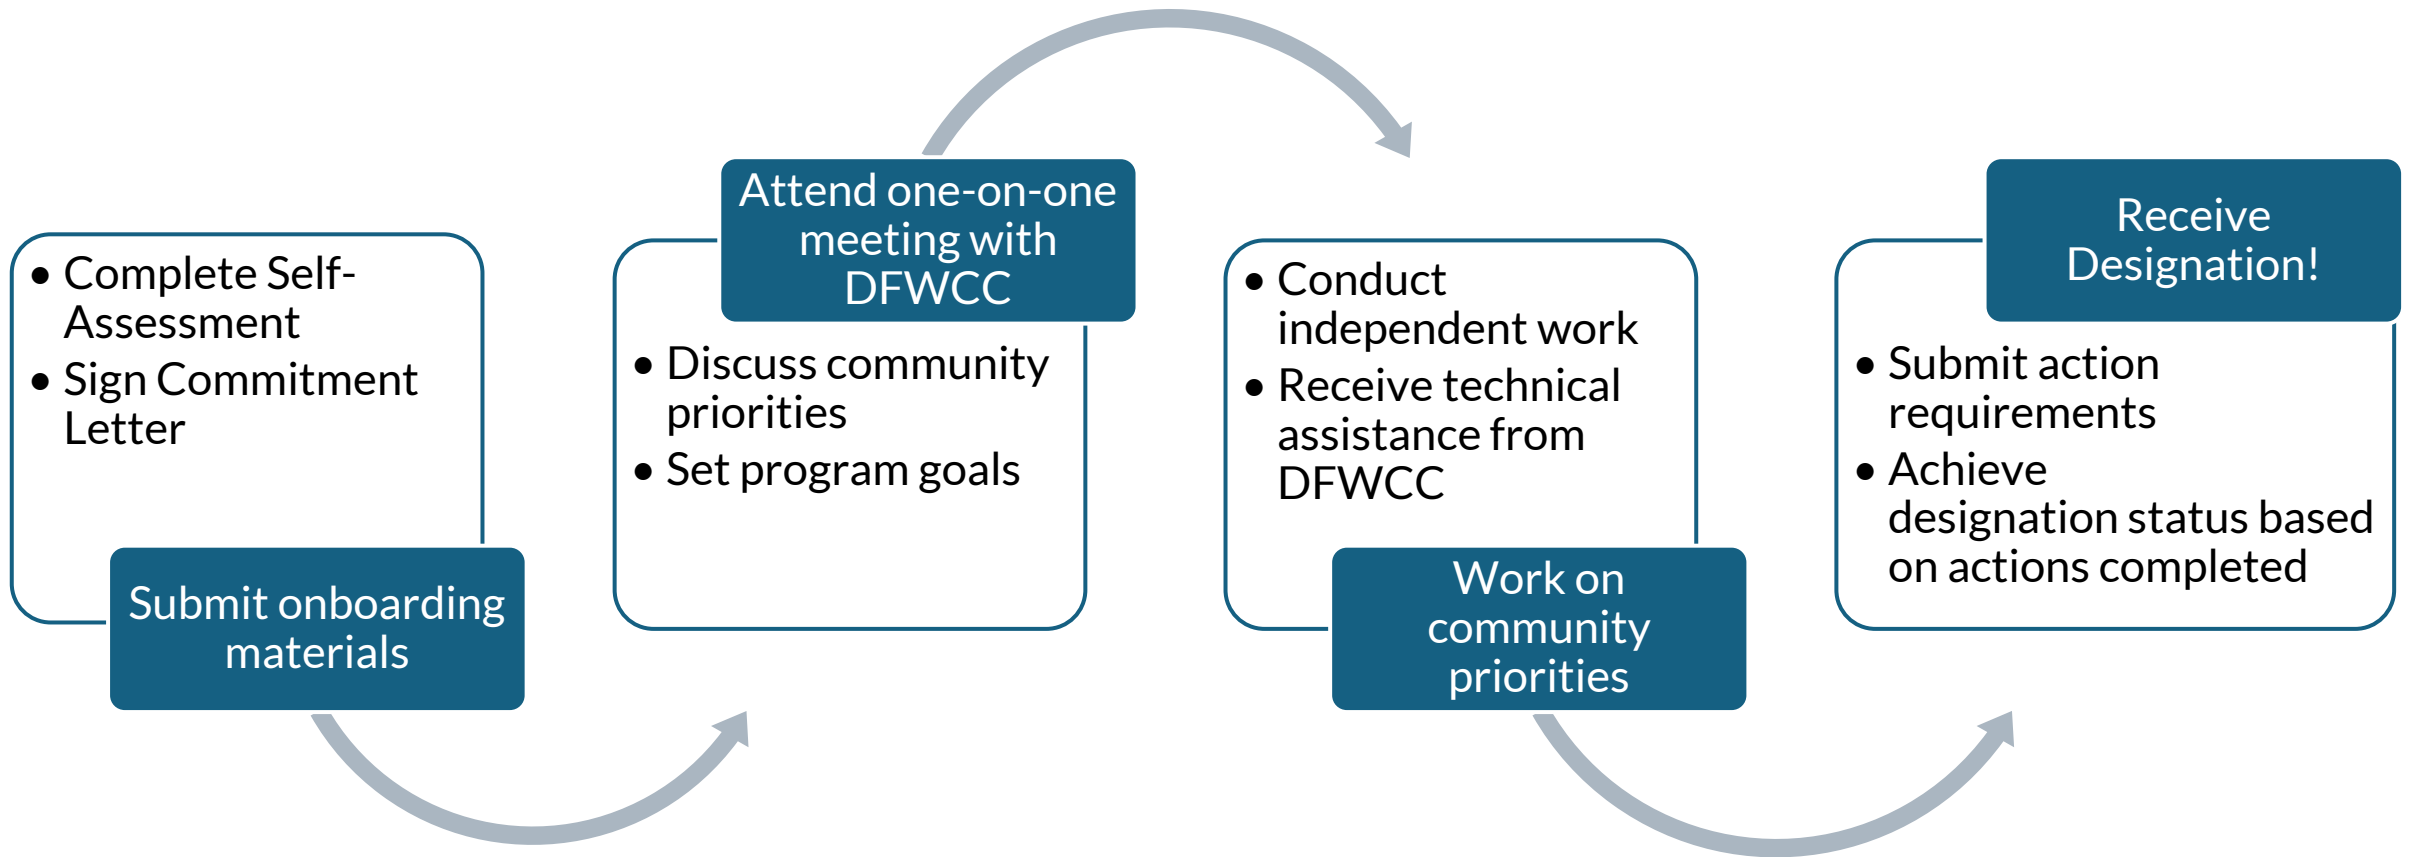 • Complete Self-
Assessment
• Sign Commitment
Letter
Submit onboarding
materials
Attend one-on-one
meeting with
DFWCC
• Discuss community
priorities
• Set program goals
• Conduct
independent work
• Receive technical
assistance from
DFWCC
Work on
community
priorities
Receive
Designation!
• Submit action
requirements
• Achieve
designation status based
on actions completed